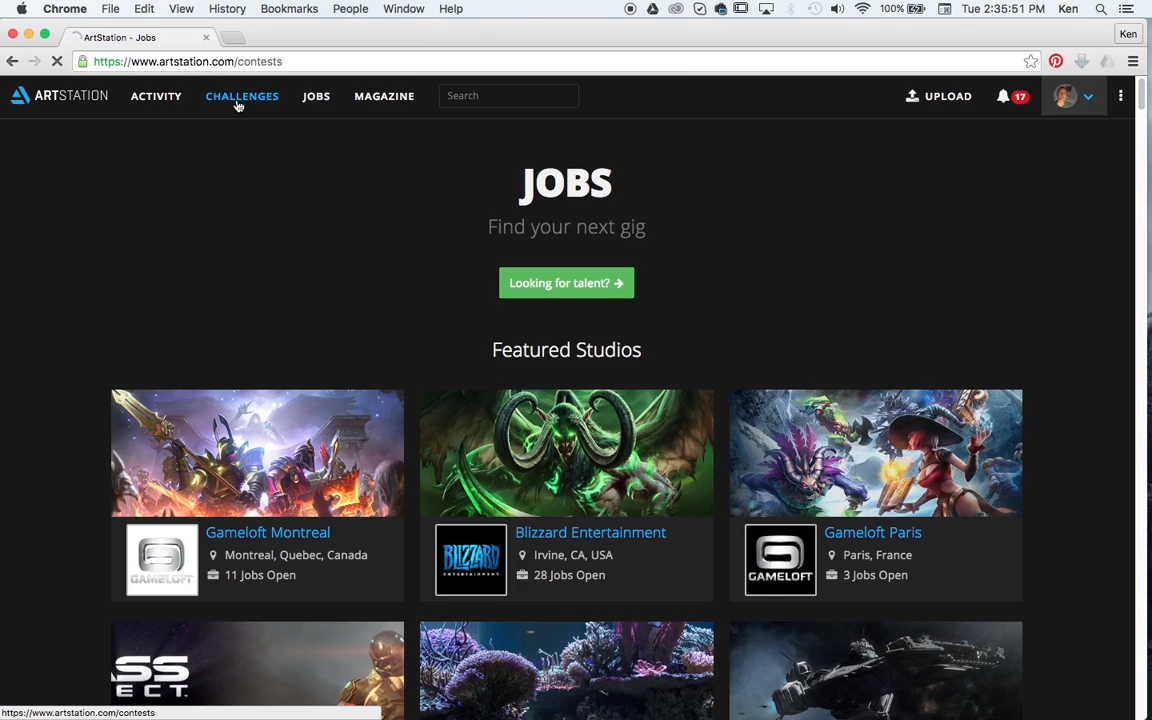 Chrome File Edit View History Bookmarks People Window Help 100% Tue 2:35:51 PM Ken
ArtStation - Jobs Ken
https://www.artstation.com/contests
ARTSTATION ACTIVITY CHALLENGES JOBS MAGAZINE Search UPLOAD 17
JOBS
Find your next gig
Looking for talent?
Featured Studios
GAMELOFT Gameloft Montreal
Montreal, Quebec, Canada
11 Jobs Open
BLIZZARD ENTERTAINMENT Blizzard Entertainment
Irvine, CA, USA
28 Jobs Open
GAMELOFT Gameloft Paris
Paris, France
3 Jobs Open
ASS
ECT
https://www.artstation.com/contests